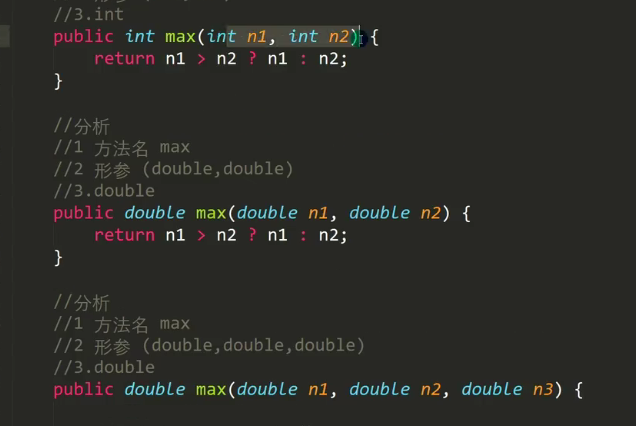 //3.int
public int max(int n1, int n2) {
return n1 > n2 ? n1 : n2;
}
//分析
//1 方法名 max
//2 形参 (double,double)
//3.double
public double max(double n1, double n2) {
return n1 > n2 ? n1 : n2;
}
//分析
//1 方法名 max
//2 形参 (double,double,double)
//3.double
public double max(double n1, double n2, double n3) {